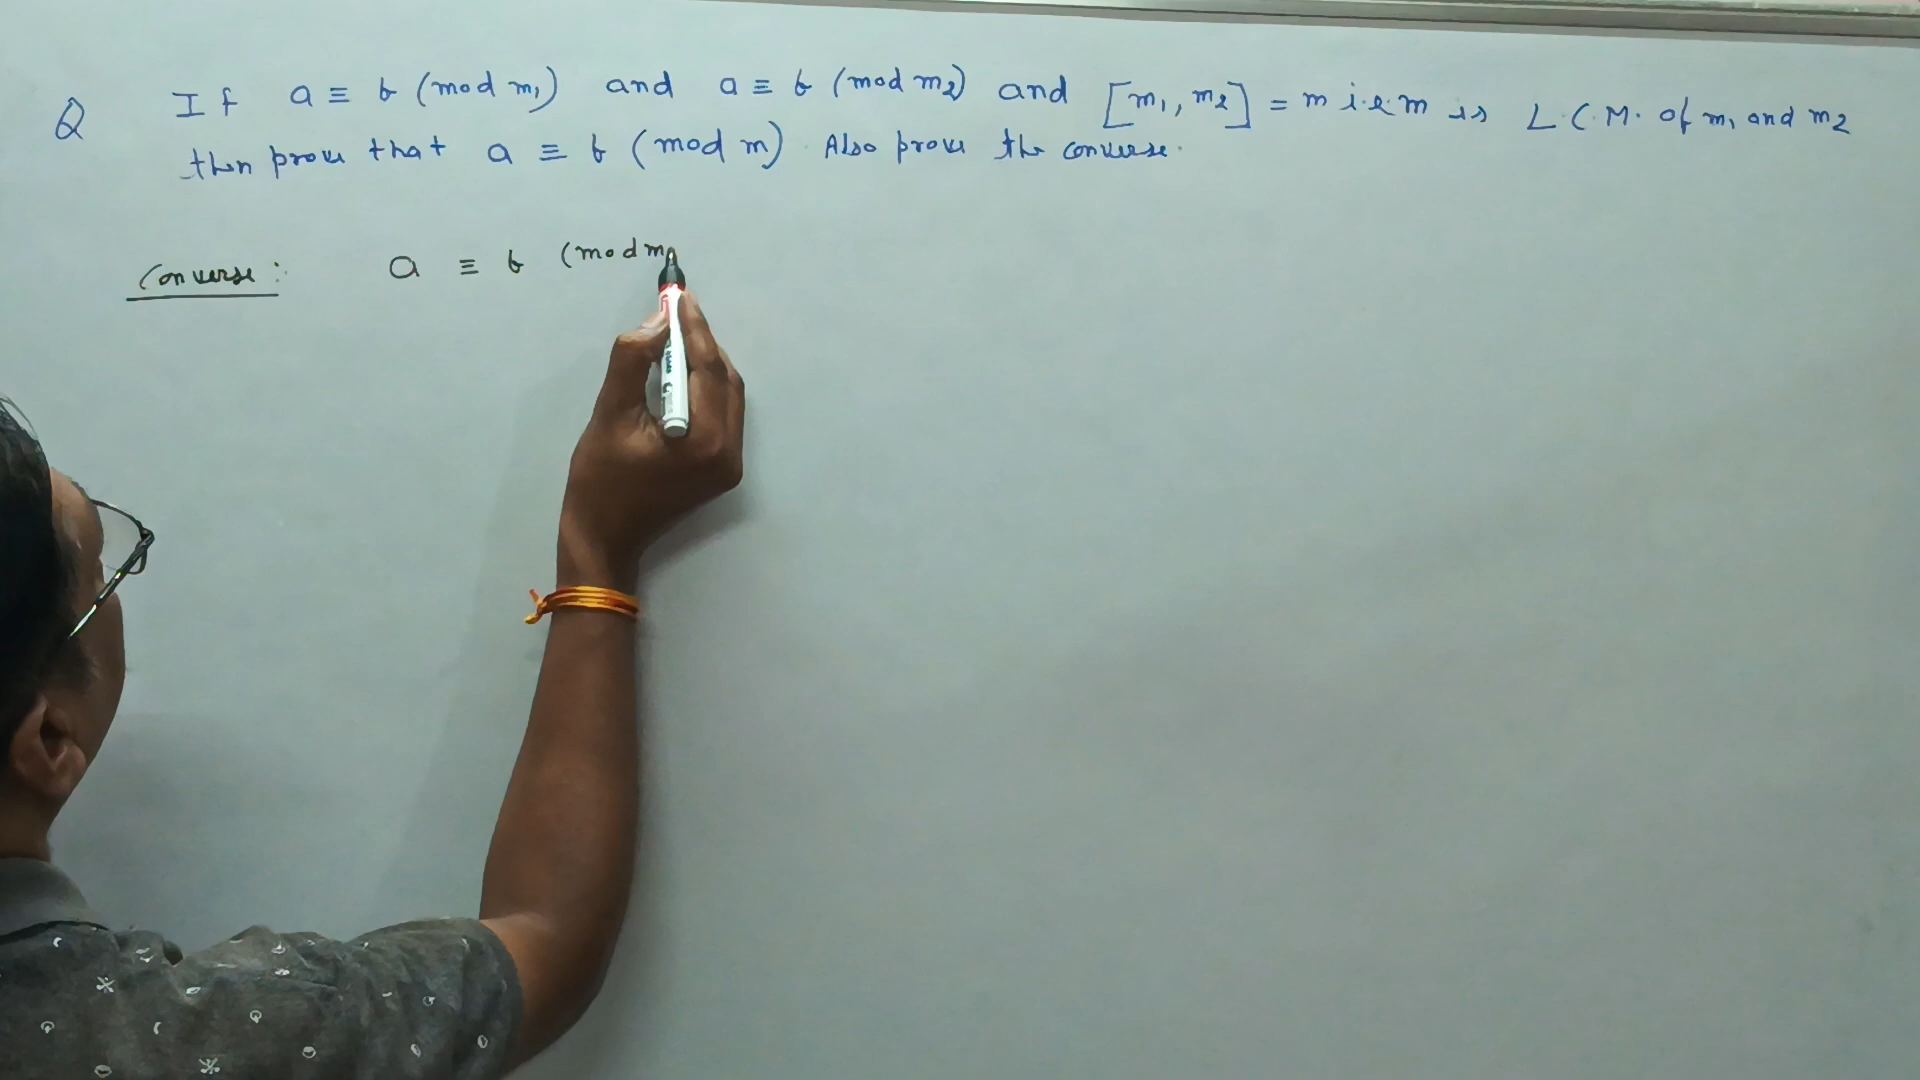 Q If a ≡ b (mod m₁) and a ≡ b (mod m₂) and [m₁, m₂] = m i.e. m is L.C.M. of m₁ and m₂
then prove that a ≡ b (mod m). Also prove the converse.
Converse: a ≡ b (mod m